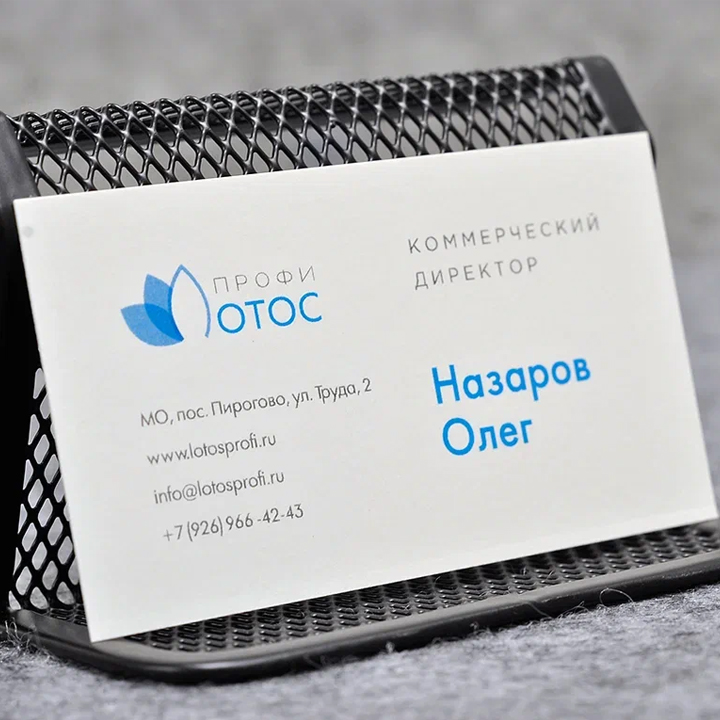 ПРОФИ
ОТОС
КОММЕРЧЕСКИЙ
ДИРЕКТОР
МО, пос. Пирогово, ул. Труда, 2
www.lotosprofi.ru
info@lotosprofi.ru
+7 (926) 966 -42-43
Назаров
Олег